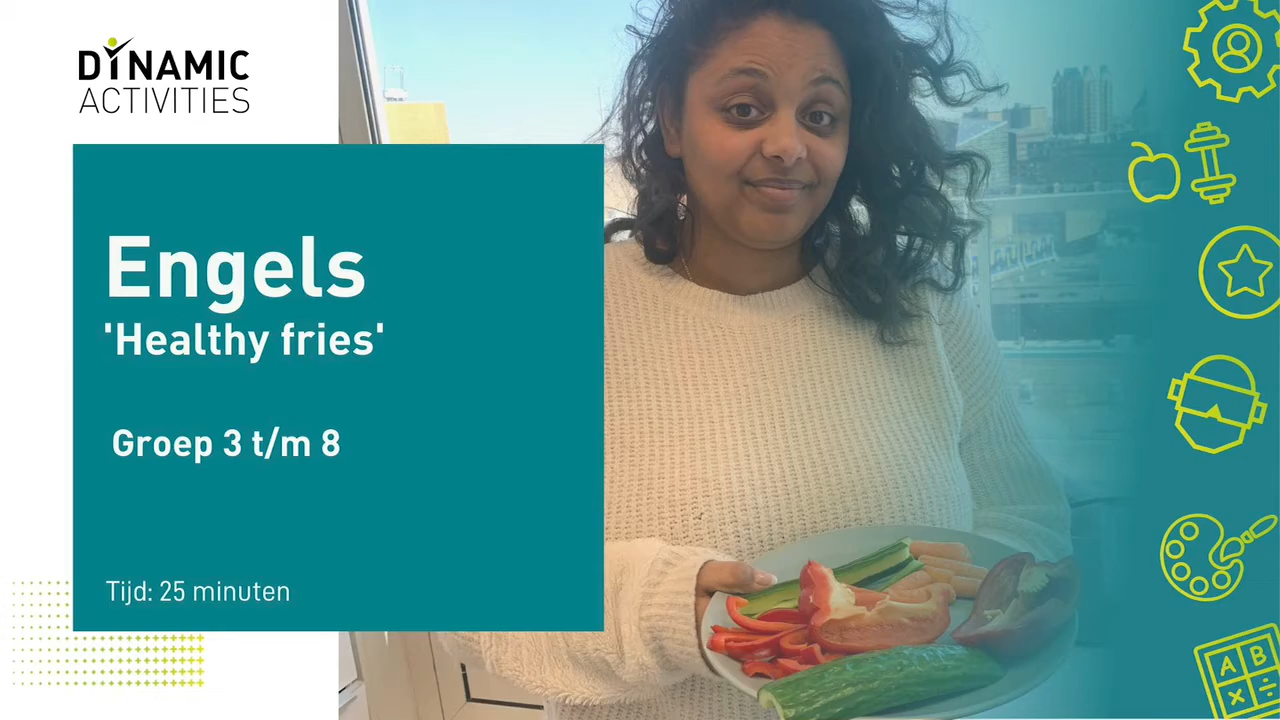 DYNAMIC
ACTIVITIES
Engels
'Healthy fries'
Groep 3 t/m 8
Tijd: 25 minuten
A B
× ÷